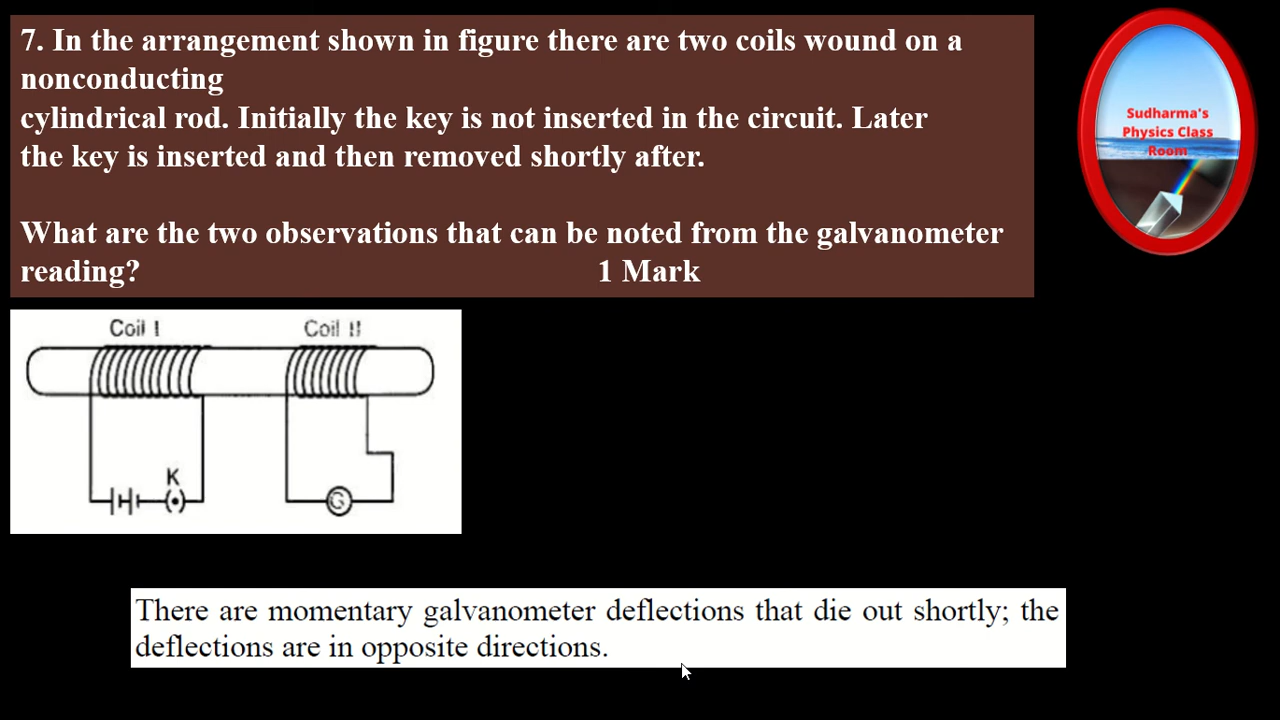 7. In the arrangement shown in figure there are two coils wound on a
nonconducting
cylindrical rod. Initially the key is not inserted in the circuit. Later
the key is inserted and then removed shortly after.
What are the two observations that can be noted from the galvanometer
reading? 1 Mark
Sudharma's
Physics Class
Room
Coil I
Coil II
K
G
There are momentary galvanometer deflections that die out shortly; the
deflections are in opposite directions.